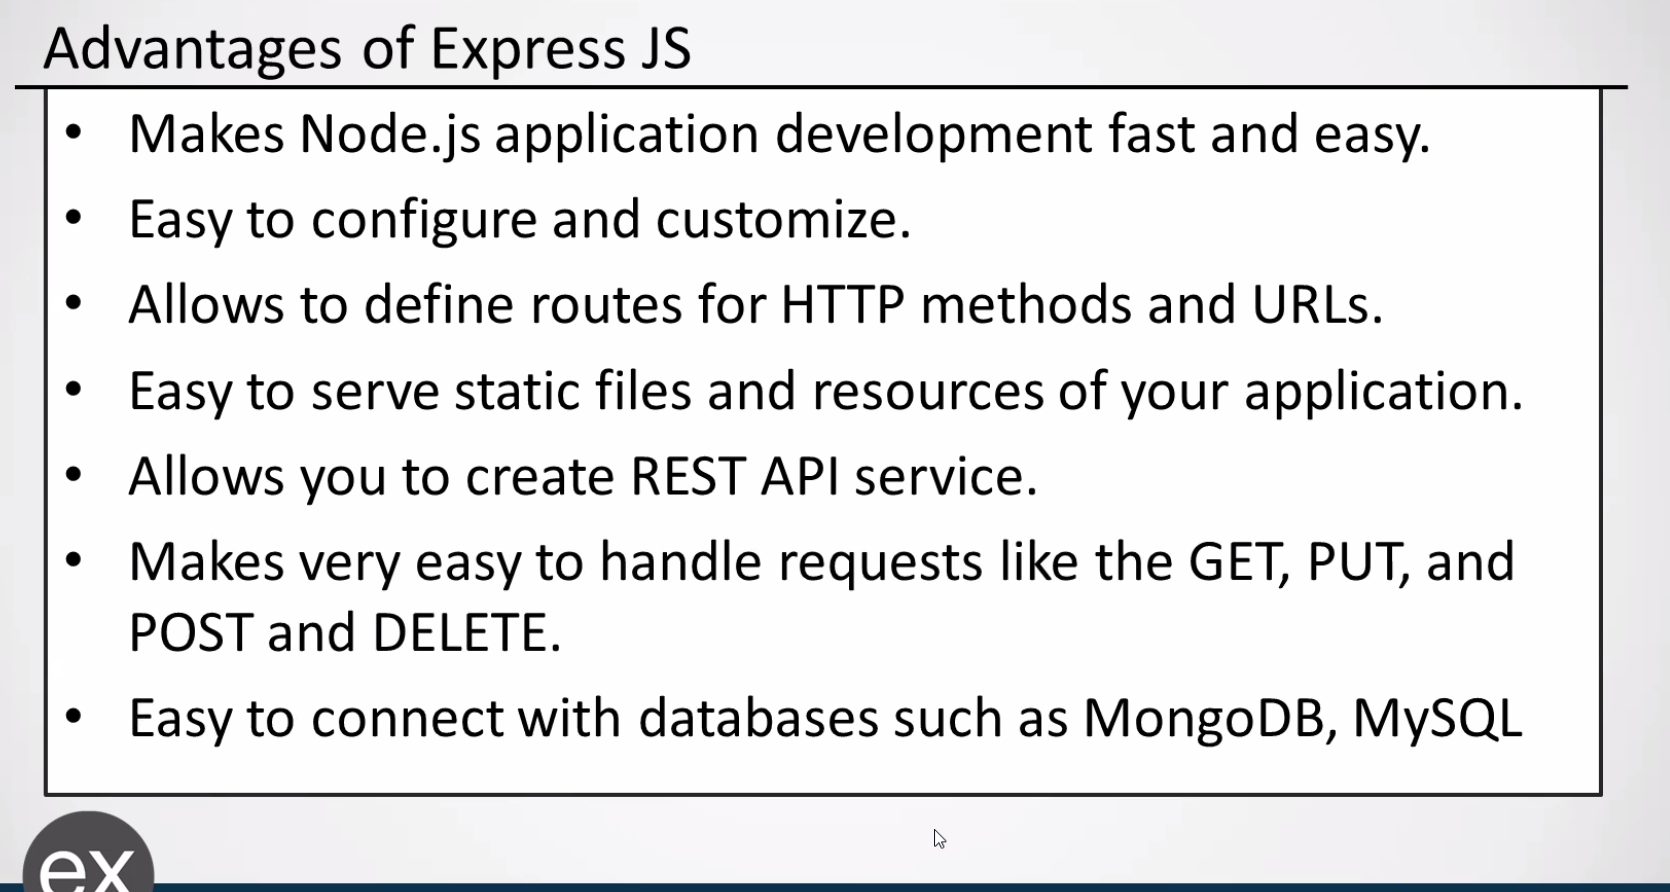 Advantages of Express JS
• Makes Node.js application development fast and easy.
• Easy to configure and customize.
• Allows to define routes for HTTP methods and URLs.
• Easy to serve static files and resources of your application.
• Allows you to create REST API service.
• Makes very easy to handle requests like the GET, PUT, and
POST and DELETE.
• Easy to connect with databases such as MongoDB, MySQL
ex